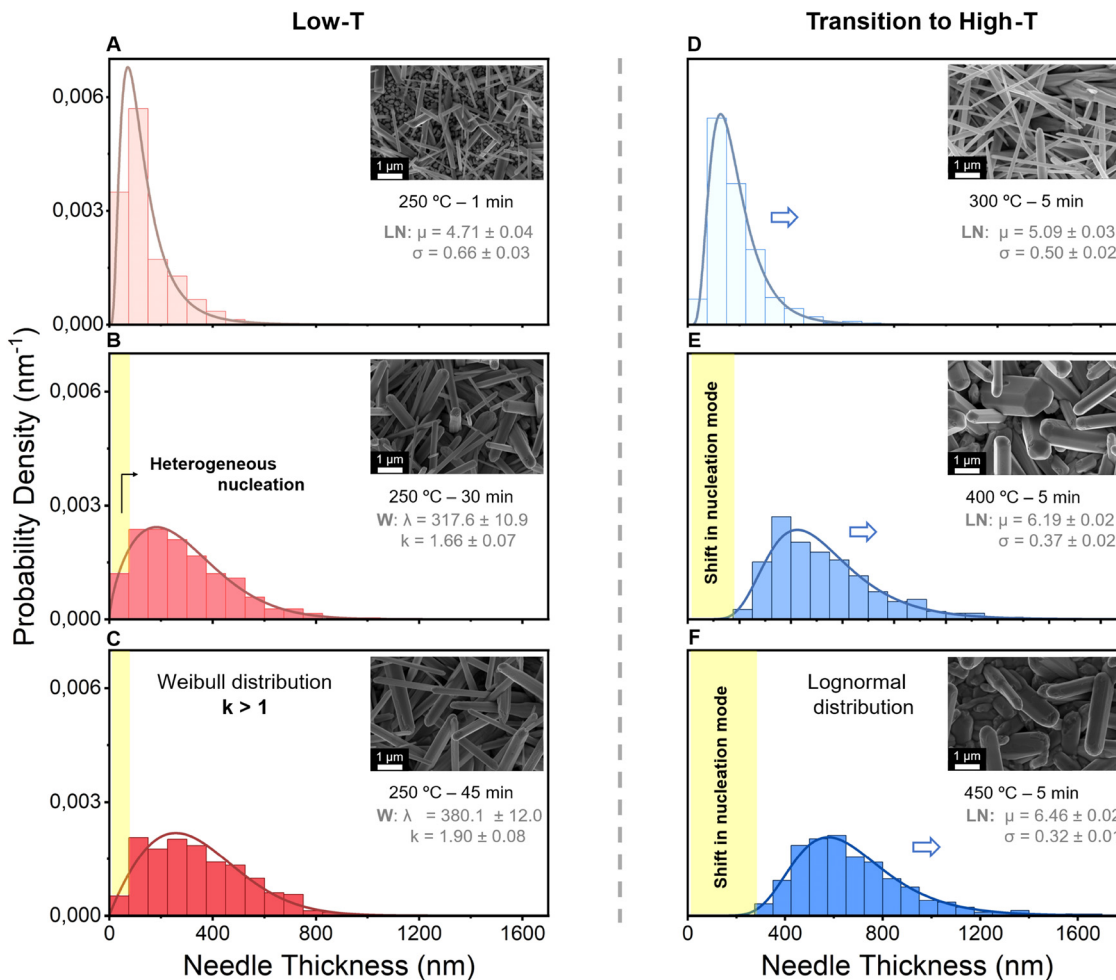 Low-T
Transition to High-T
Probability Density (nm⁻¹)
A
0,006
0,003
0,000
1 µm
250 ºC – 1 min
LN: µ = 4.71 ± 0.04
σ = 0.66 ± 0.03
B
0,006
0,003
0,000
Heterogeneous
nucleation
1 µm
250 ºC – 30 min
W: λ = 317.6 ± 10.9
k = 1.66 ± 0.07
C
0,006
0,003
0,000
Weibull distribution
k > 1
1 µm
250 ºC – 45 min
W: λ = 380.1 ± 12.0
k = 1.90 ± 0.08
0 400 800 1200 1600
Needle Thickness (nm)
D
1 µm
300 ºC – 5 min
LN: µ = 5.09 ± 0.03
σ = 0.50 ± 0.02
E
Shift in nucleation mode
1 µm
400 ºC – 5 min
LN: µ = 6.19 ± 0.02
σ = 0.37 ± 0.02
F
Shift in nucleation mode
Lognormal
distribution
1 µm
450 ºC – 5 min
LN: µ = 6.46 ± 0.02
σ = 0.32 ± 0.01
0 400 800 1200 1600
Needle Thickness (nm)